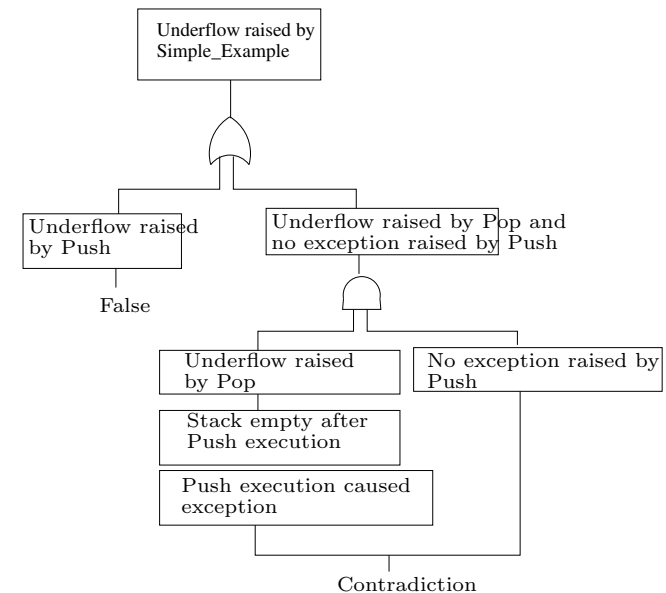 Underflow raised by
Simple_Example
Underflow raised
by Push
Underflow raised by Pop and
no exception raised by Push
False
Underflow raised
by Pop
No exception raised by
Push
Stack empty after
Push execution
Push execution caused
exception
Contradiction